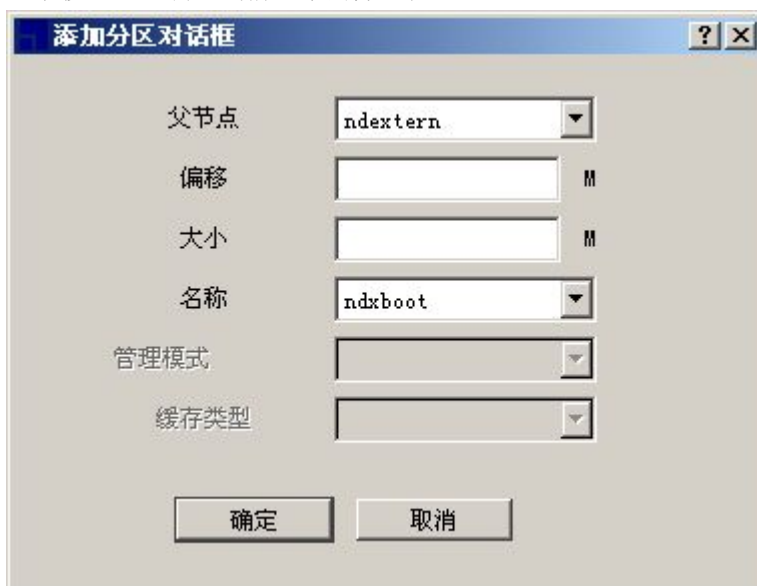 添加分区对话框
父节点 ndextern
偏移 M
大小 M
名称 ndxboot
管理模式
缓存类型
确定 取消